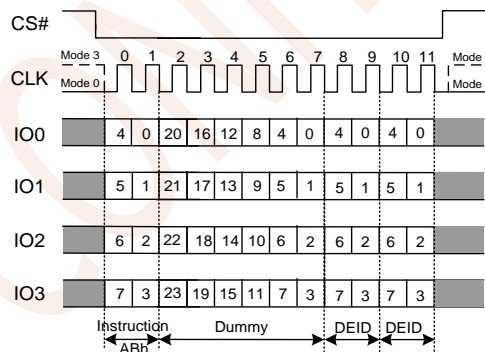 CS#
Mode 3 0 1 2 3 4 5 6 7 8 9 10 11 Mode
CLK
Mode 0 Mode
IO0 4 0 20 16 12 8 4 0 4 0 4 0
IO1 5 1 21 17 13 9 5 1 5 1 5 1
IO2 6 2 22 18 14 10 6 2 6 2 6 2
IO3 7 3 23 19 15 11 7 3 7 3 7 3
Instruction Dummy DEID DEID
ABh